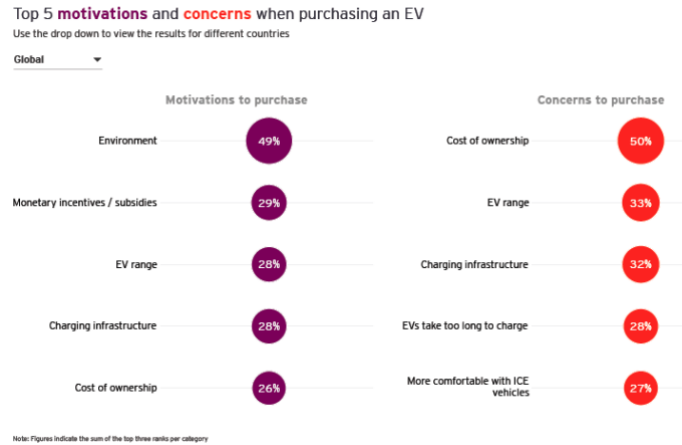 Top 5 motivations and concerns when purchasing an EV
Use the drop down to view the results for different countries
Global
Motivations to purchase
Environment 49%
Monetary incentives / subsidies 29%
EV range 28%
Charging infrastructure 28%
Cost of ownership 26%
Concerns to purchase
Cost of ownership 50%
EV range 33%
Charging infrastructure 32%
EVs take too long to charge 28%
More comfortable with ICE
vehicles 27%
Note: Figures indicate the sum of the top three ranks per category